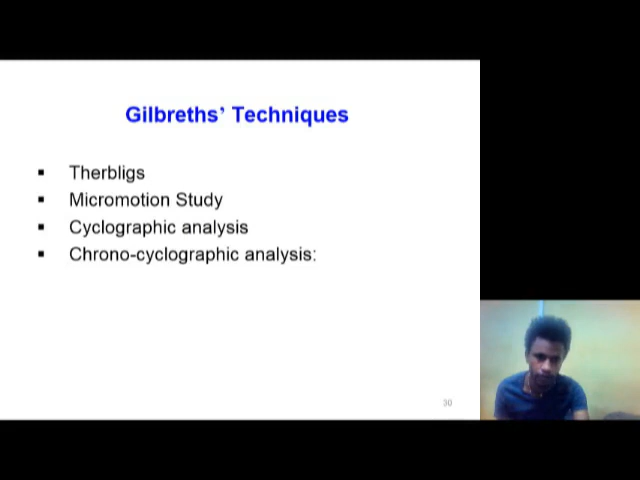 Gilbreths’ Techniques
▪ Therbligs
▪ Micromotion Study
▪ Cyclographic analysis
▪ Chrono-cyclographic analysis:
30